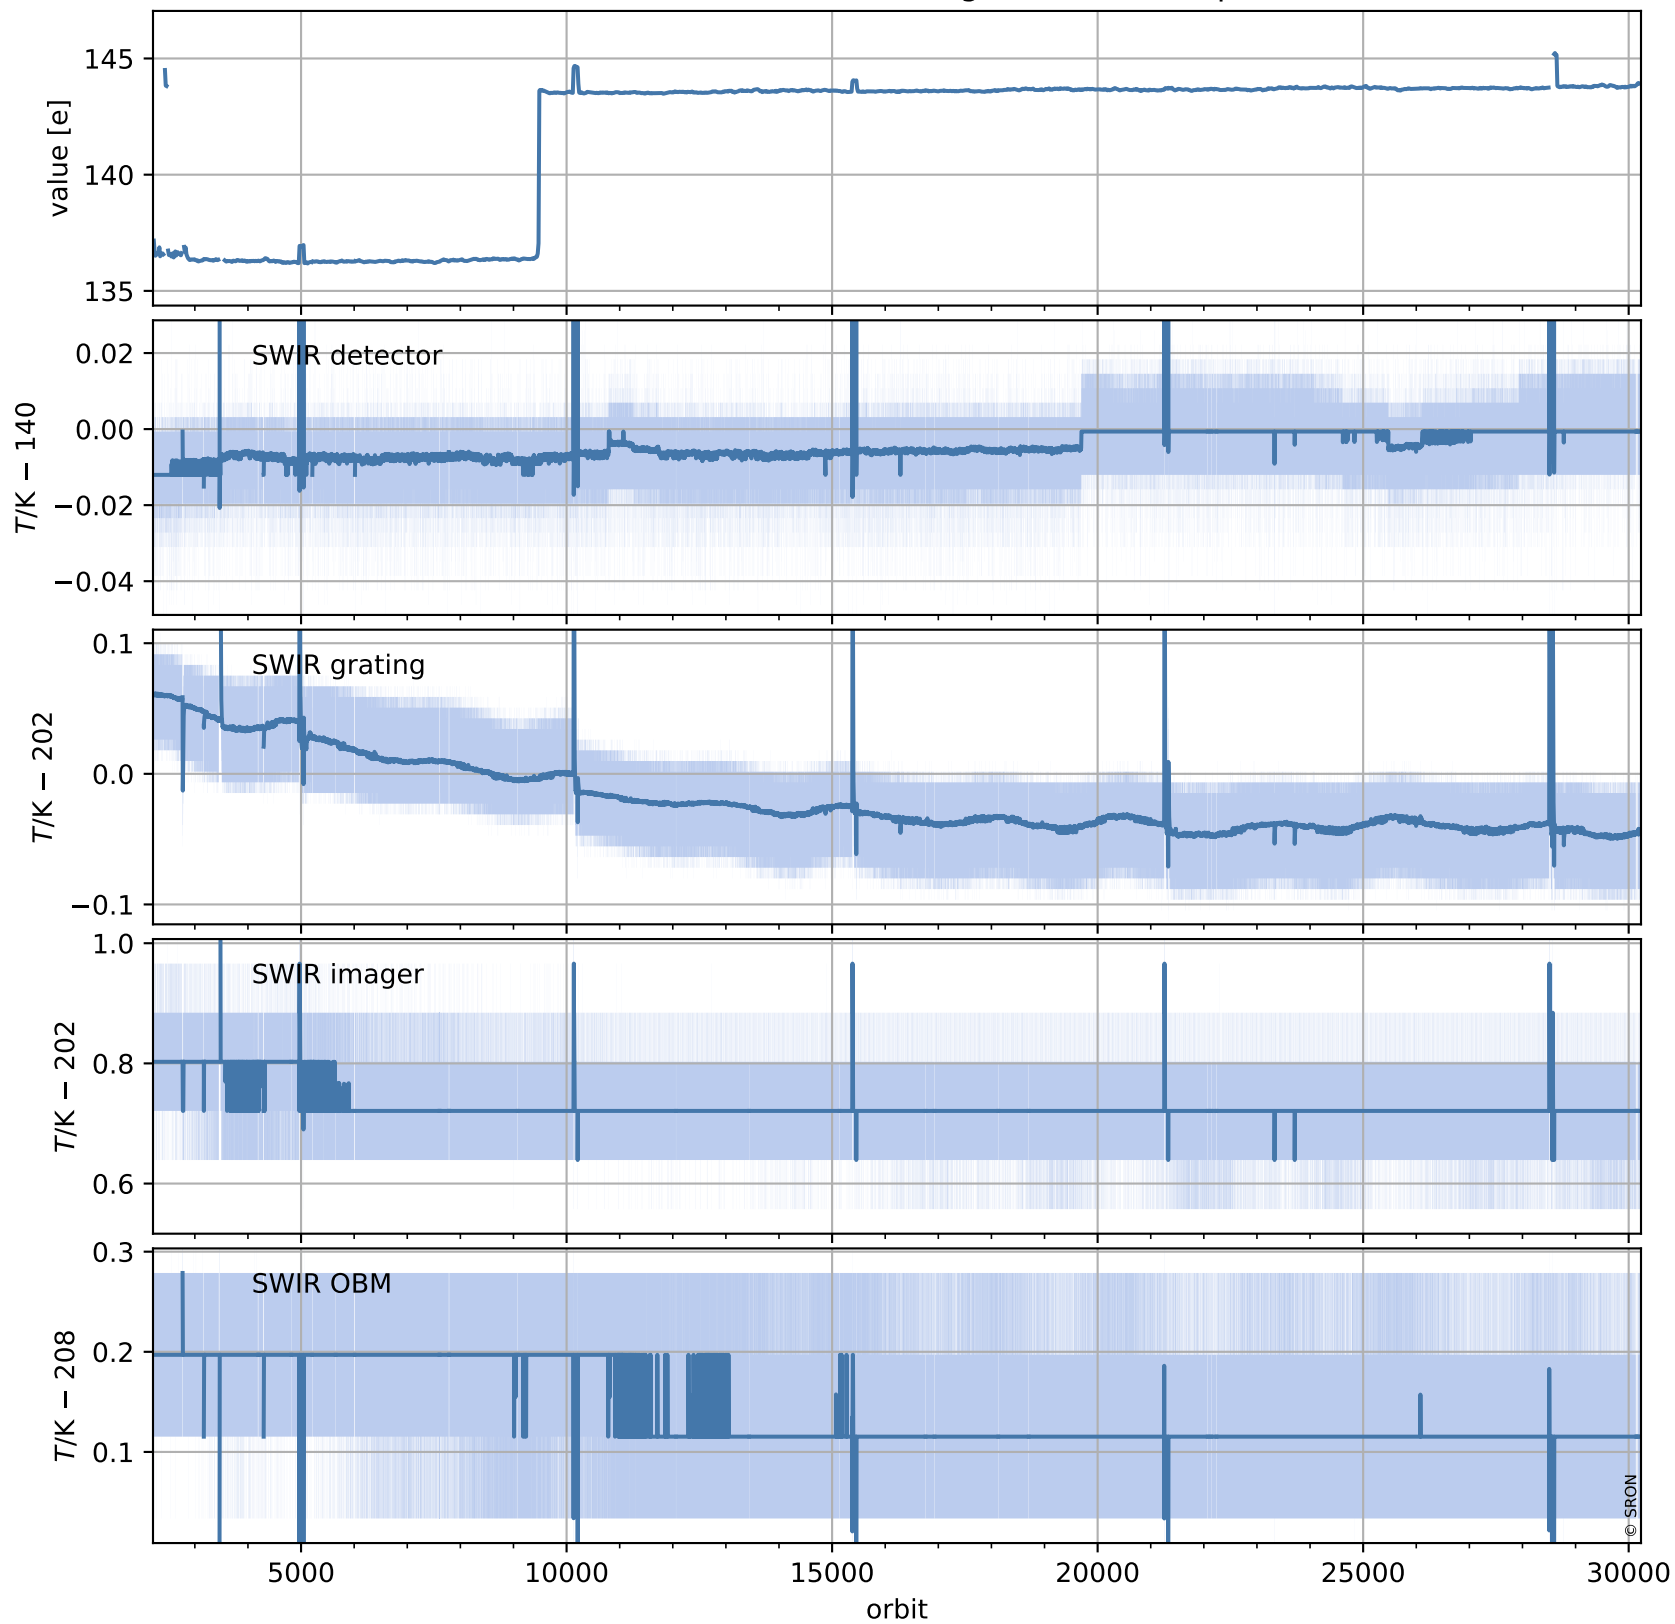 145
140
135
value [e]
SWIR detector
0.02
0.00
−0.02
−0.04
T/K − 140
SWIR grating
0.1
0.0
−0.1
T/K − 202
SWIR imager
1.0
0.8
0.6
T/K − 202
SWIR OBM
0.3
0.2
0.1
T/K − 208
© SRON
5000 10000 15000 20000 25000 30000
orbit